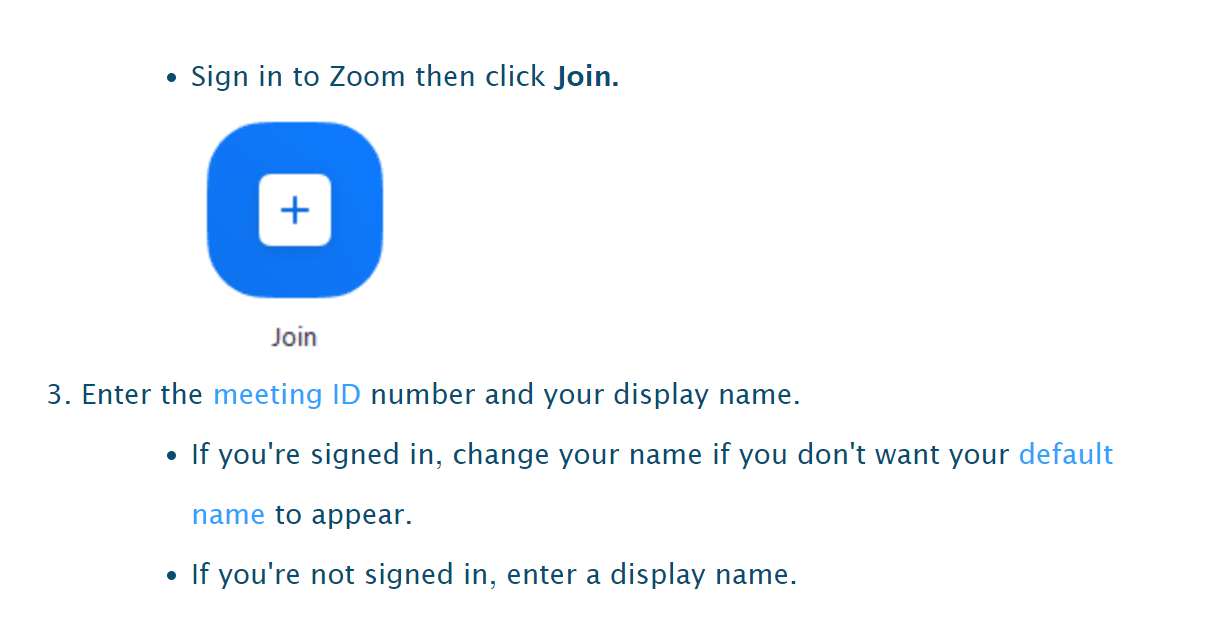 • Sign in to Zoom then click Join.
Join
3. Enter the meeting ID number and your display name.
• If you're signed in, change your name if you don't want your default
name to appear.
• If you're not signed in, enter a display name.